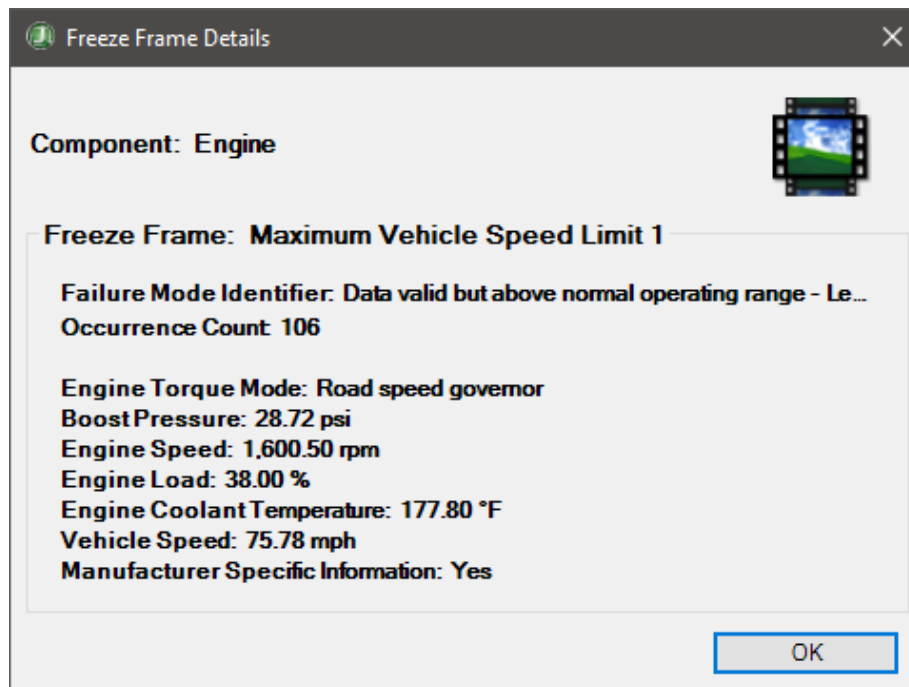 Freeze Frame Details
Component: Engine
Freeze Frame: Maximum Vehicle Speed Limit 1
Failure Mode Identifier: Data valid but above normal operating range - Le...
Occurrence Count: 106
Engine Torque Mode: Road speed governor
Boost Pressure: 28.72 psi
Engine Speed: 1,600.50 rpm
Engine Load: 38.00 %
Engine Coolant Temperature: 177.80 °F
Vehicle Speed: 75.78 mph
Manufacturer Specific Information: Yes
OK